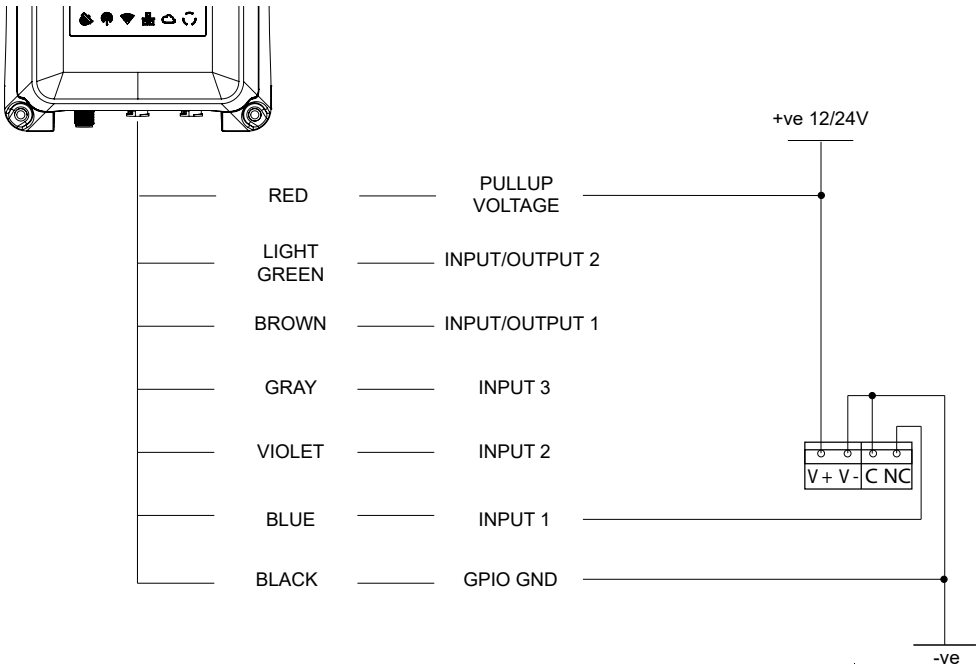 +ve 12/24V
RED PULLUP
VOLTAGE
LIGHT
GREEN INPUT/OUTPUT 2
BROWN INPUT/OUTPUT 1
GRAY INPUT 3
VIOLET INPUT 2
V + V - C NC
BLUE INPUT 1
BLACK GPIO GND
-ve